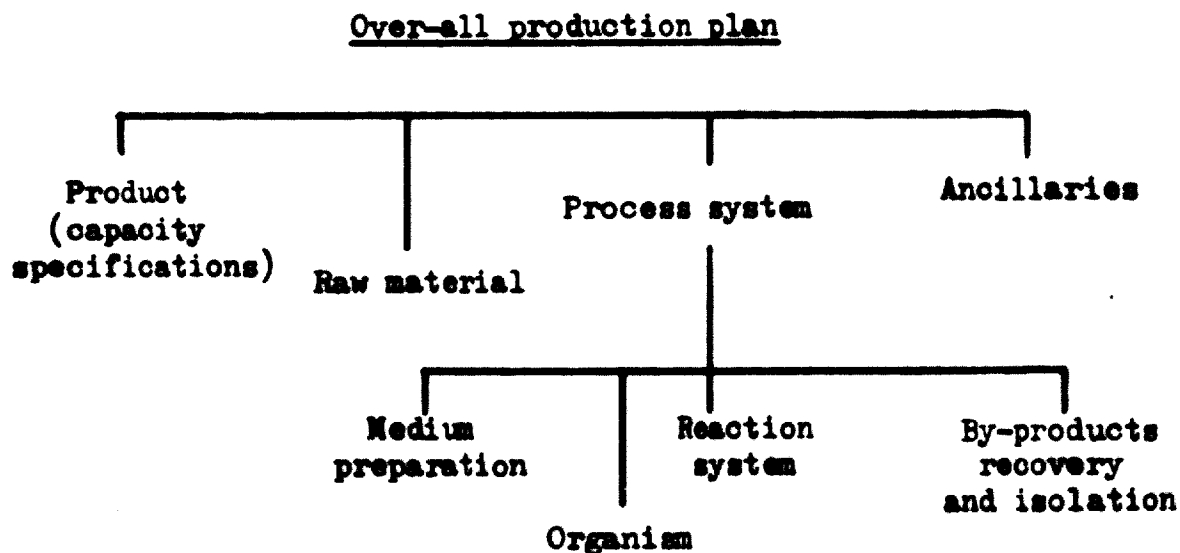 Over-all production plan
Product
(capacity
specifications)
Raw material
Process system
Ancillaries
Medium
preparation
Organism
Reaction
system
By-products
recovery
and isolation